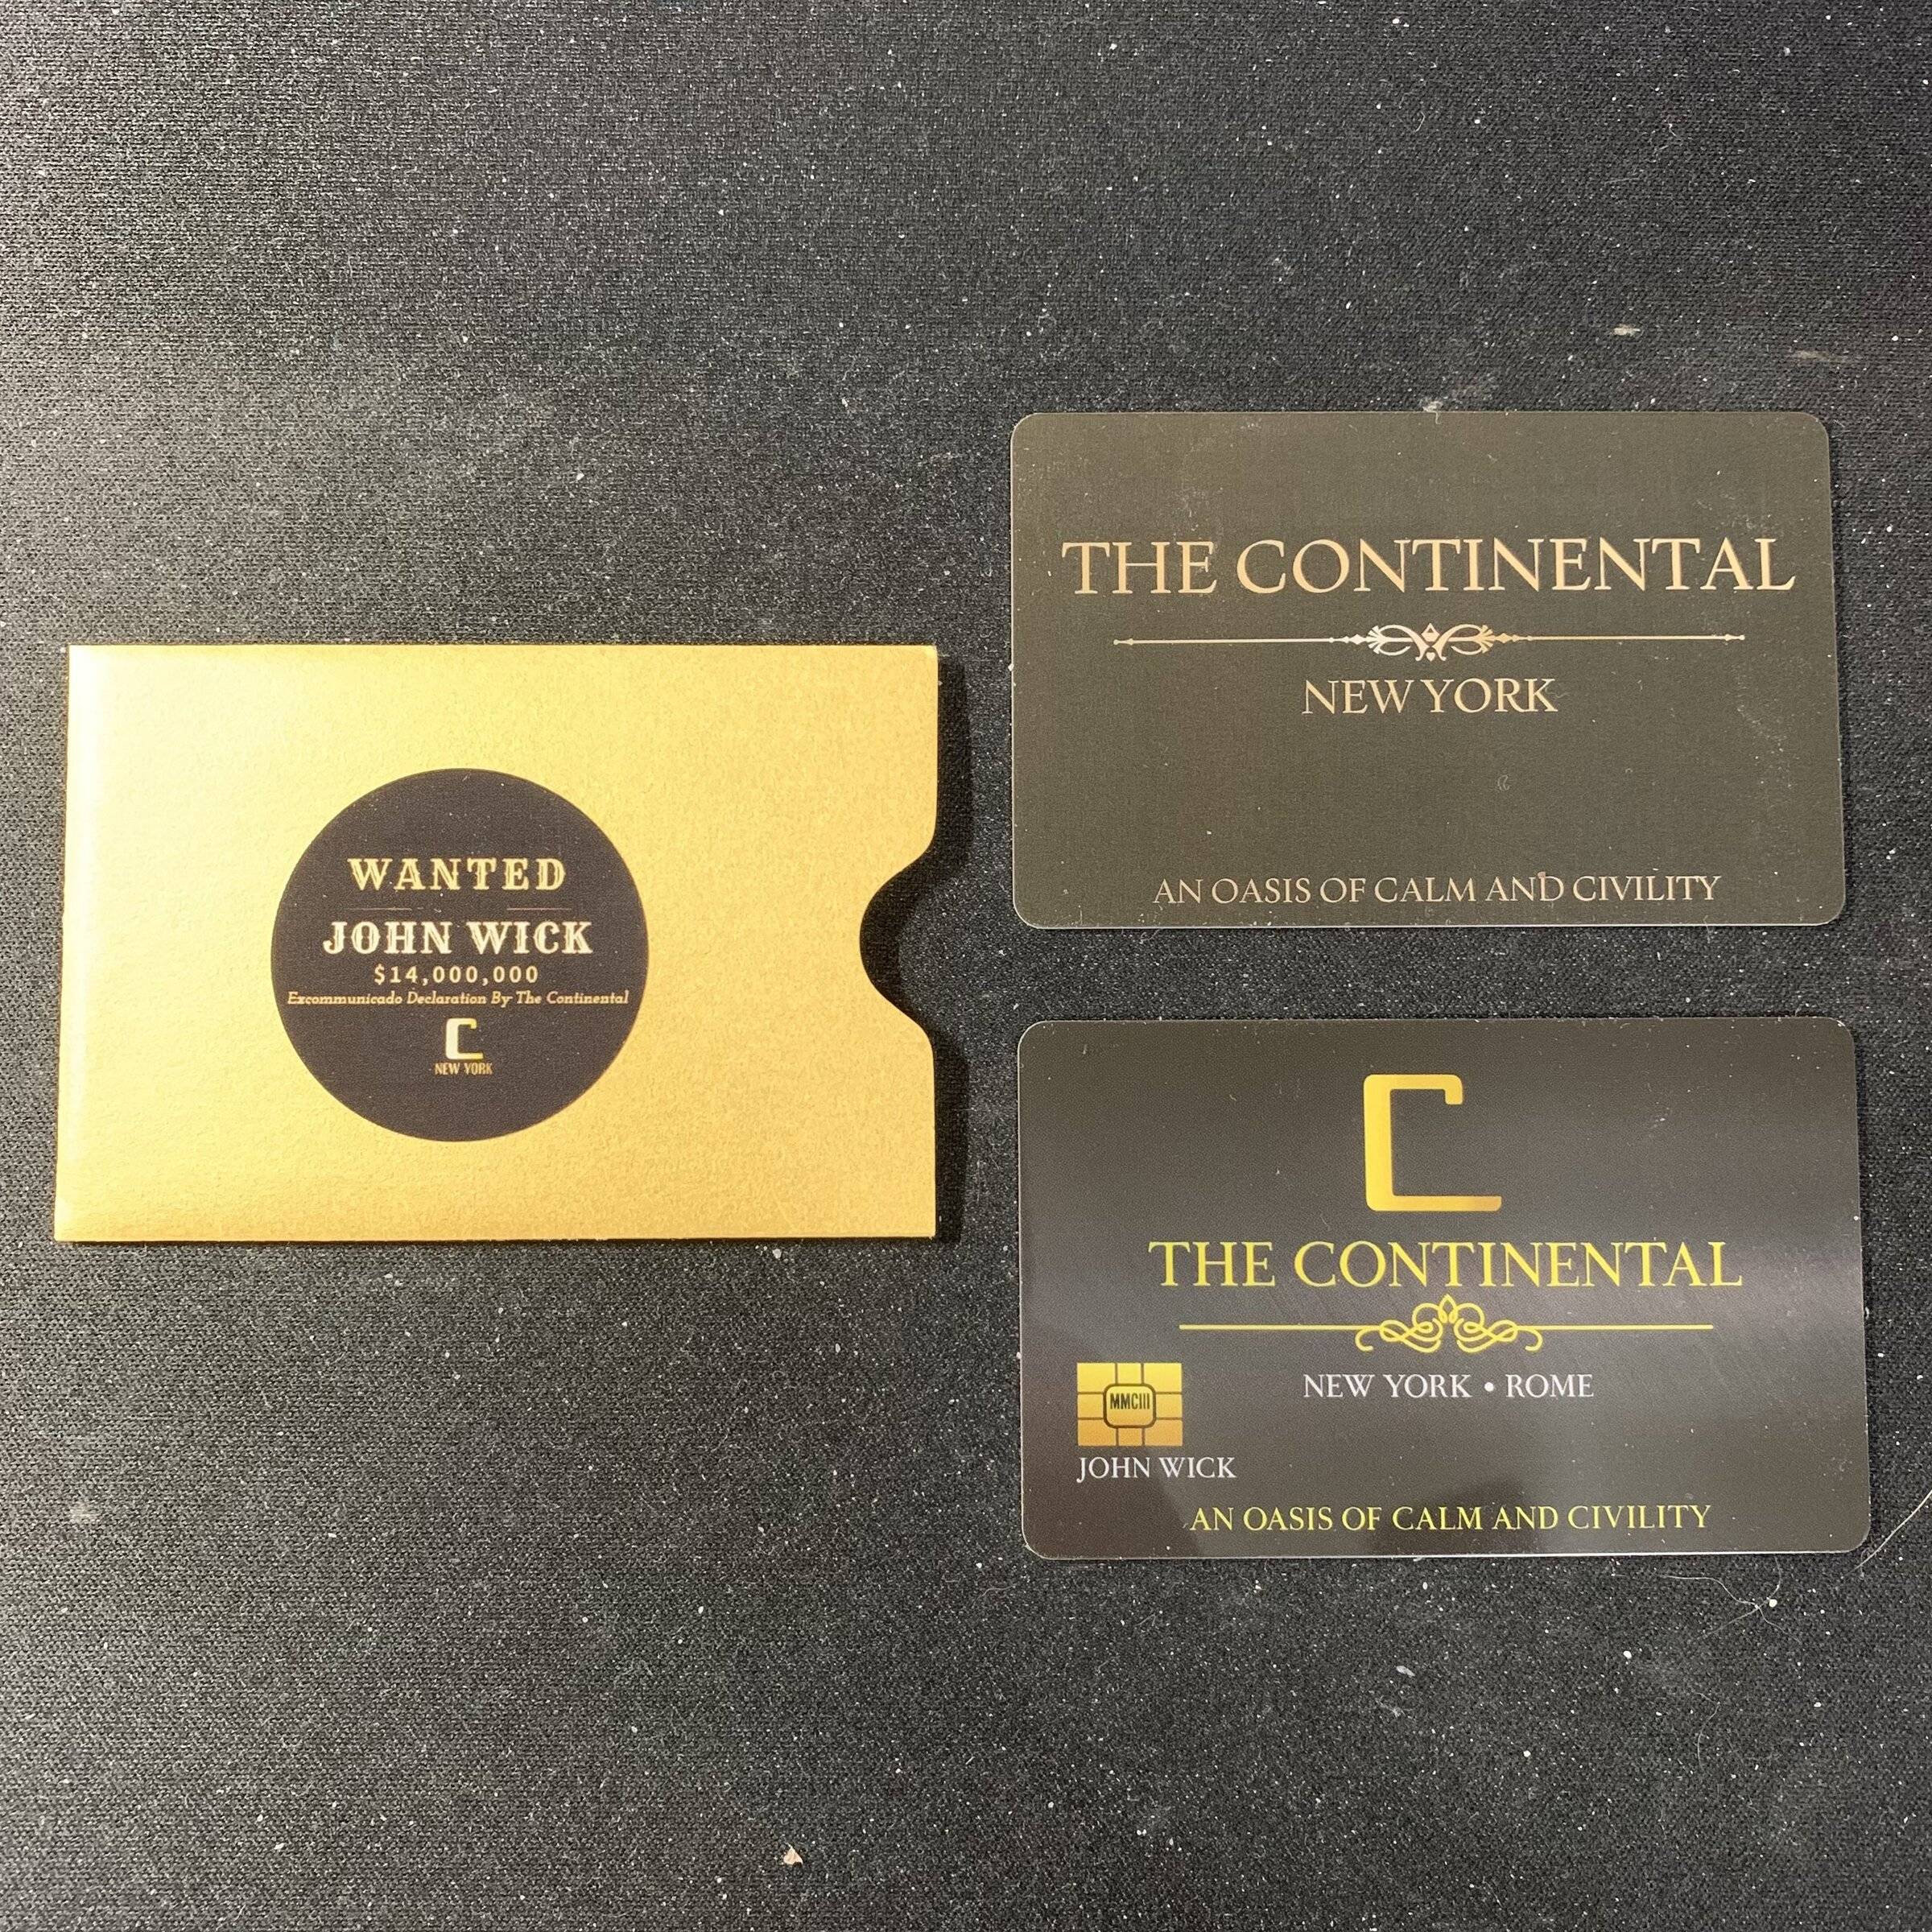 WANTED
JOHN WICK
$14,000,000
Excommunicado Declaration By The Continental
C
NEW YORK
THE CONTINENTAL
NEW YORK
AN OASIS OF CALM AND CIVILITY
C
THE CONTINENTAL
NEW YORK • ROME
MMCIII
JOHN WICK
AN OASIS OF CALM AND CIVILITY